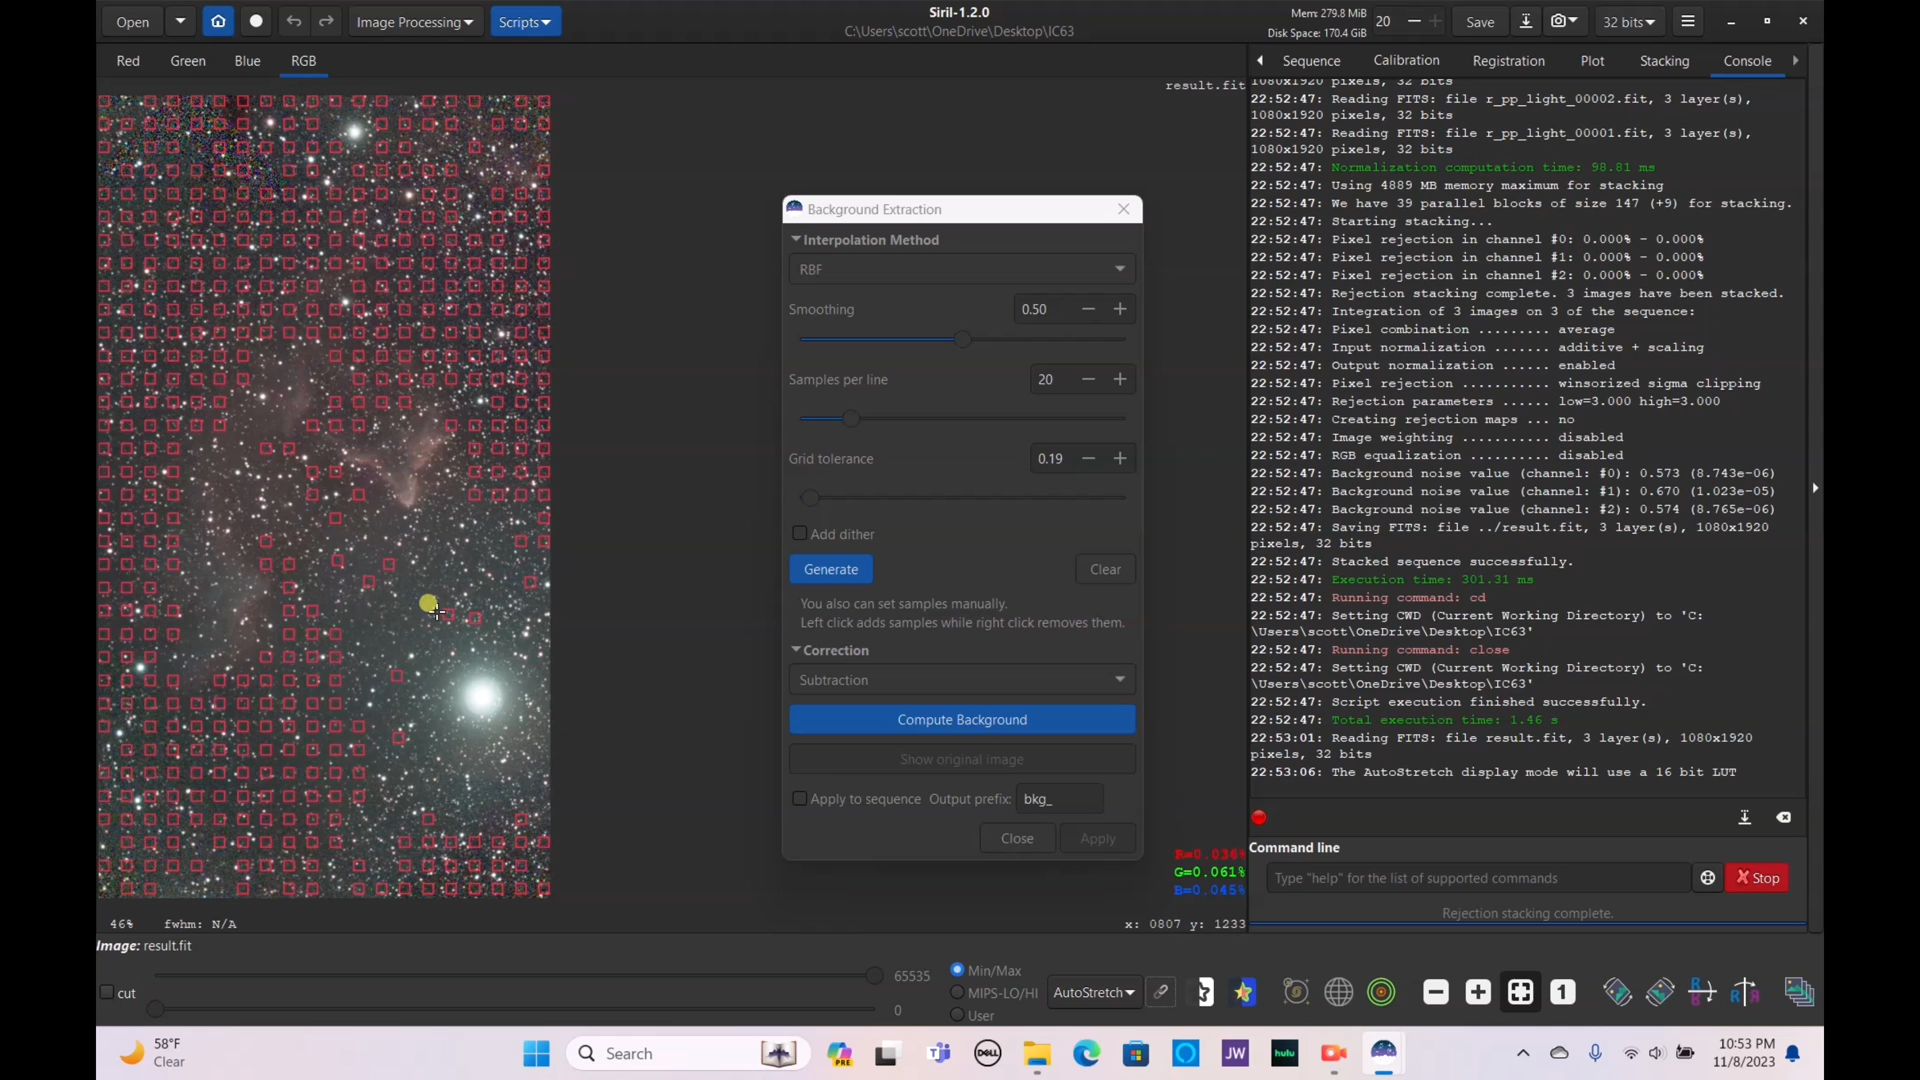 Open
Image Processing
Scripts
Siril-1.2.0
C:\Users\scott\OneDrive\Desktop\IC63
Mem: 279.8 MiB
Disk Space: 170.4 GiB
20
Save
32 bits
Red
Green
Blue
RGB
result.fit
Sequence
Calibration
Registration
Plot
Stacking
Console
1080x1920
pixels, 32 bits
22:52:47: Reading FITS: file r_pp_light_00002.fit, 3 layer(s),
1080x1920 pixels, 32 bits
22:52:47: Reading FITS: file r_pp_light_00001.fit, 3 layer(s),
1080x1920 pixels, 32 bits
22:52:47: Normalization computation time: 98.81 ms
22:52:47: Using 4889 MB memory maximum for stacking
22:52:47: We have 39 parallel blocks of size 147 (+9) for stacking.
22:52:47: Starting stacking...
22:52:47: Pixel rejection in channel #0: 0.000% - 0.000%
22:52:47: Pixel rejection in channel #1: 0.000% - 0.000%
22:52:47: Pixel rejection in channel #2: 0.000% - 0.000%
22:52:47: Rejection stacking complete. 3 images have been stacked.
22:52:47: Integration of 3 images on 3 of the sequence:
22:52:47: Pixel combination ......... average
22:52:47: Input normalization ....... additive + scaling
22:52:47: Output normalization ...... enabled
22:52:47: Pixel rejection ........... winsorized sigma clipping
22:52:47: Rejection parameters ...... low=3.000 high=3.000
22:52:47: Creating rejection maps ... no
22:52:47: Image weighting ........... disabled
22:52:47: RGB equalization .......... disabled
22:52:47: Background noise value (channel: #0): 0.573 (8.743e-06)
22:52:47: Background noise value (channel: #1): 0.670 (1.023e-05)
22:52:47: Background noise value (channel: #2): 0.574 (8.765e-06)
22:52:47: Saving FITS: file ../result.fit, 3 layer(s), 1080x1920
pixels, 32 bits
22:52:47: Stacked sequence successfully.
22:52:47: Execution time: 301.31 ms
22:52:47: Running command: cd
22:52:47: Setting CWD (Current Working Directory) to 'C:
\Users\scott\OneDrive\Desktop\IC63'
22:52:47: Running command: close
22:52:47: Setting CWD (Current Working Directory) to 'C:
\Users\scott\OneDrive\Desktop\IC63'
22:52:47: Script execution finished successfully.
22:52:47: Total execution time: 1.46 s
22:53:01: Reading FITS: file result.fit, 3 layer(s), 1080x1920
pixels, 32 bits
22:53:06: The AutoStretch display mode will use a 16 bit LUT
Background Extraction
Interpolation Method
RBF
Smoothing
0.50
Samples per line
20
Grid tolerance
0.19
Add dither
Generate
Clear
You also can set samples manually.
Left click adds samples while right click removes them.
Correction
Subtraction
Compute Background
Show original image
Apply to sequence
Output prefix:
bkg_
Close
Apply
R=0.036%
G=0.061%
B=0.045%
Command line
Type "help" for the list of supported commands
Stop
Rejection stacking complete.
46%
fwhm: N/A
x: 0807 y: 1233
Image: result.fit
cut
65535
0
Min/Max
MIPS-LO/HI
User
AutoStretch
1
58°F
Clear
Search
PRE
DELL
JW
hulu
10:53 PM
11/8/2023